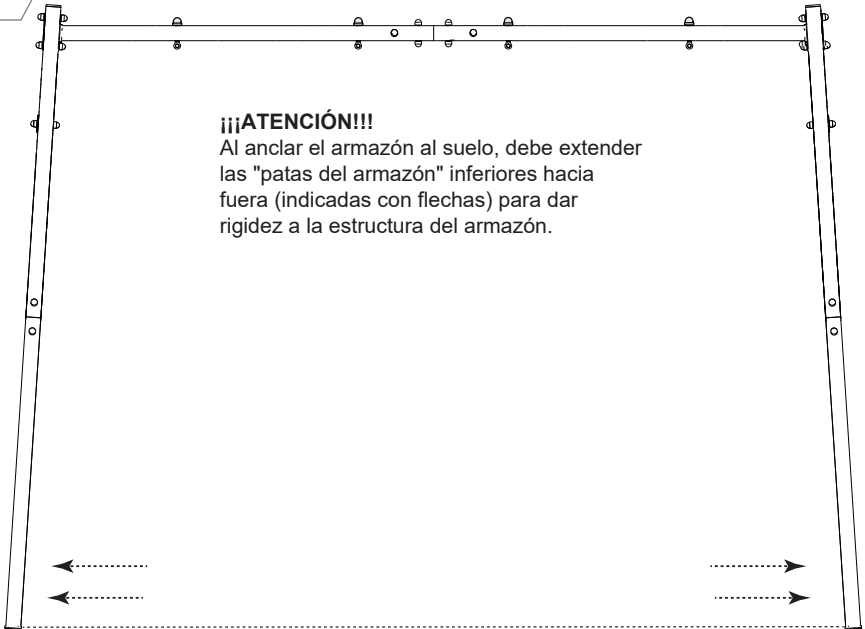 ¡¡¡ATENCIÓN!!!
Al anclar el armazón al suelo, debe extender
las "patas del armazón" inferiores hacia
fuera (indicadas con flechas) para dar
rigidez a la estructura del armazón.